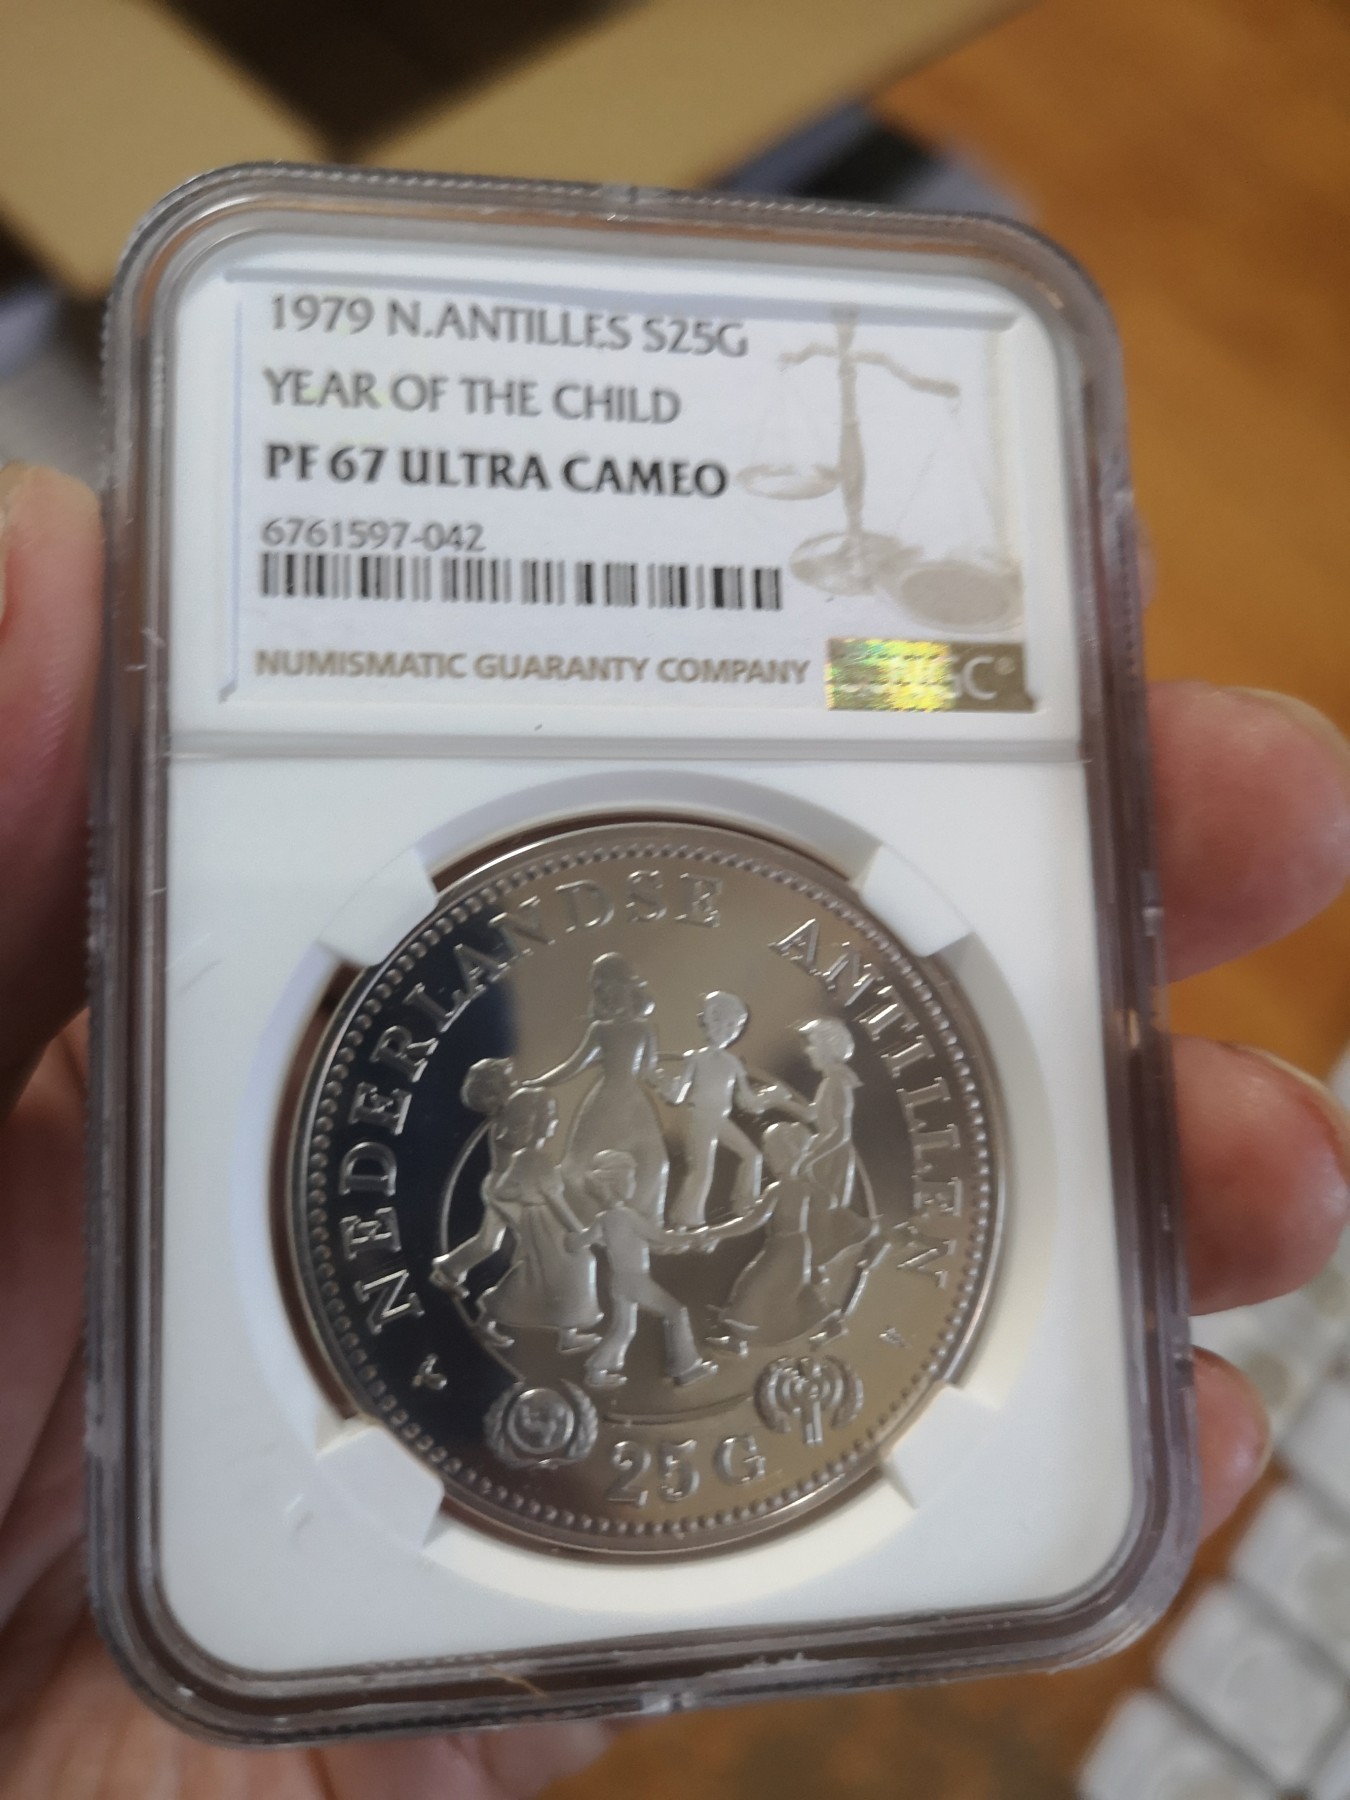 1979 N.ANTILLES S25G
YEAR OF THE CHILD
PF 67 ULTRA CAMEO
6761597-042
NUMISMATIC GUARANTY COMPANY
NGC®
NEDERLANDSE ANTILLEN
25G